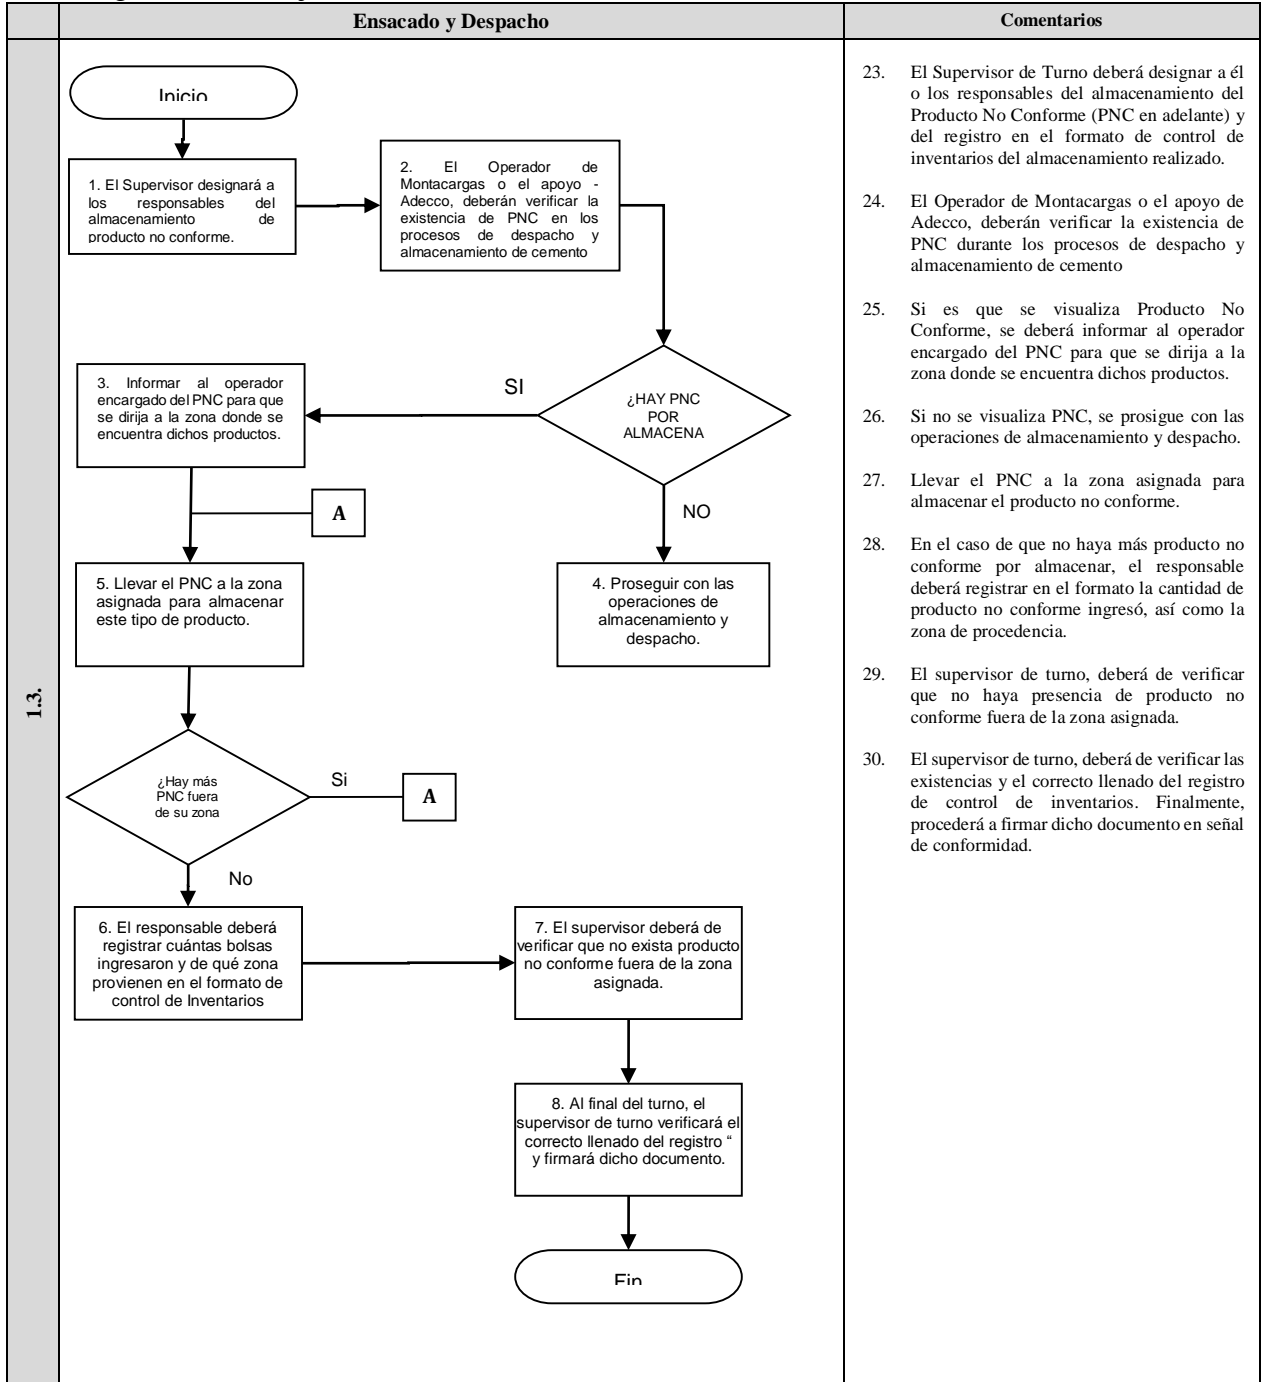 Ensacado y Despacho
Comentarios
1.3.
Inicio
1. El Supervisor designará a
los responsables del
almacenamiento de
producto no conforme.
2. El Operador de
Montacargas o el apoyo -
Adecco, deberán verificar la
existencia de PNC en los
procesos de despacho y
almacenamiento de cemento
¿HAY PNC
POR
ALMACENA
SI
NO
3. Informar al operador
encargado del PNC para que
se dirija a la zona donde se
encuentra dichos productos.
A
4. Proseguir con las
operaciones de
almacenamiento y
despacho.
5. Llevar el PNC a la zona
asignada para almacenar
este tipo de producto.
¿Hay más
PNC fuera
de su zona
Si
A
No
6. El responsable deberá
registrar cuántas bolsas
ingresaron y de qué zona
provienen en el formato de
control de Inventarios
7. El supervisor deberá de
verificar que no exista producto
no conforme fuera de la zona
asignada.
8. Al final del turno, el
supervisor de turno verificará el
correcto llenado del registro “
y firmará dicho documento.
Fin
23. El Supervisor de Turno deberá designar a él
o los responsables del almacenamiento del
Producto No Conforme (PNC en adelante) y
del registro en el formato de control de
inventarios del almacenamiento realizado.
24. El Operador de Montacargas o el apoyo de
Adecco, deberán verificar la existencia de
PNC durante los procesos de despacho y
almacenamiento de cemento
25. Si es que se visualiza Producto No
Conforme, se deberá informar al operador
encargado del PNC para que se dirija a la
zona donde se encuentra dichos productos.
26. Si no se visualiza PNC, se prosigue con las
operaciones de almacenamiento y despacho.
27. Llevar el PNC a la zona asignada para
almacenar el producto no conforme.
28. En el caso de que no haya más producto no
conforme por almacenar, el responsable
deberá registrar en el formato la cantidad de
producto no conforme ingresó, así como la
zona de procedencia.
29. El supervisor de turno, deberá de verificar
que no haya presencia de producto no
conforme fuera de la zona asignada.
30. El supervisor de turno, deberá de verificar las
existencias y el correcto llenado del registro
de control de inventarios. Finalmente,
procederá a firmar dicho documento en señal
de conformidad.